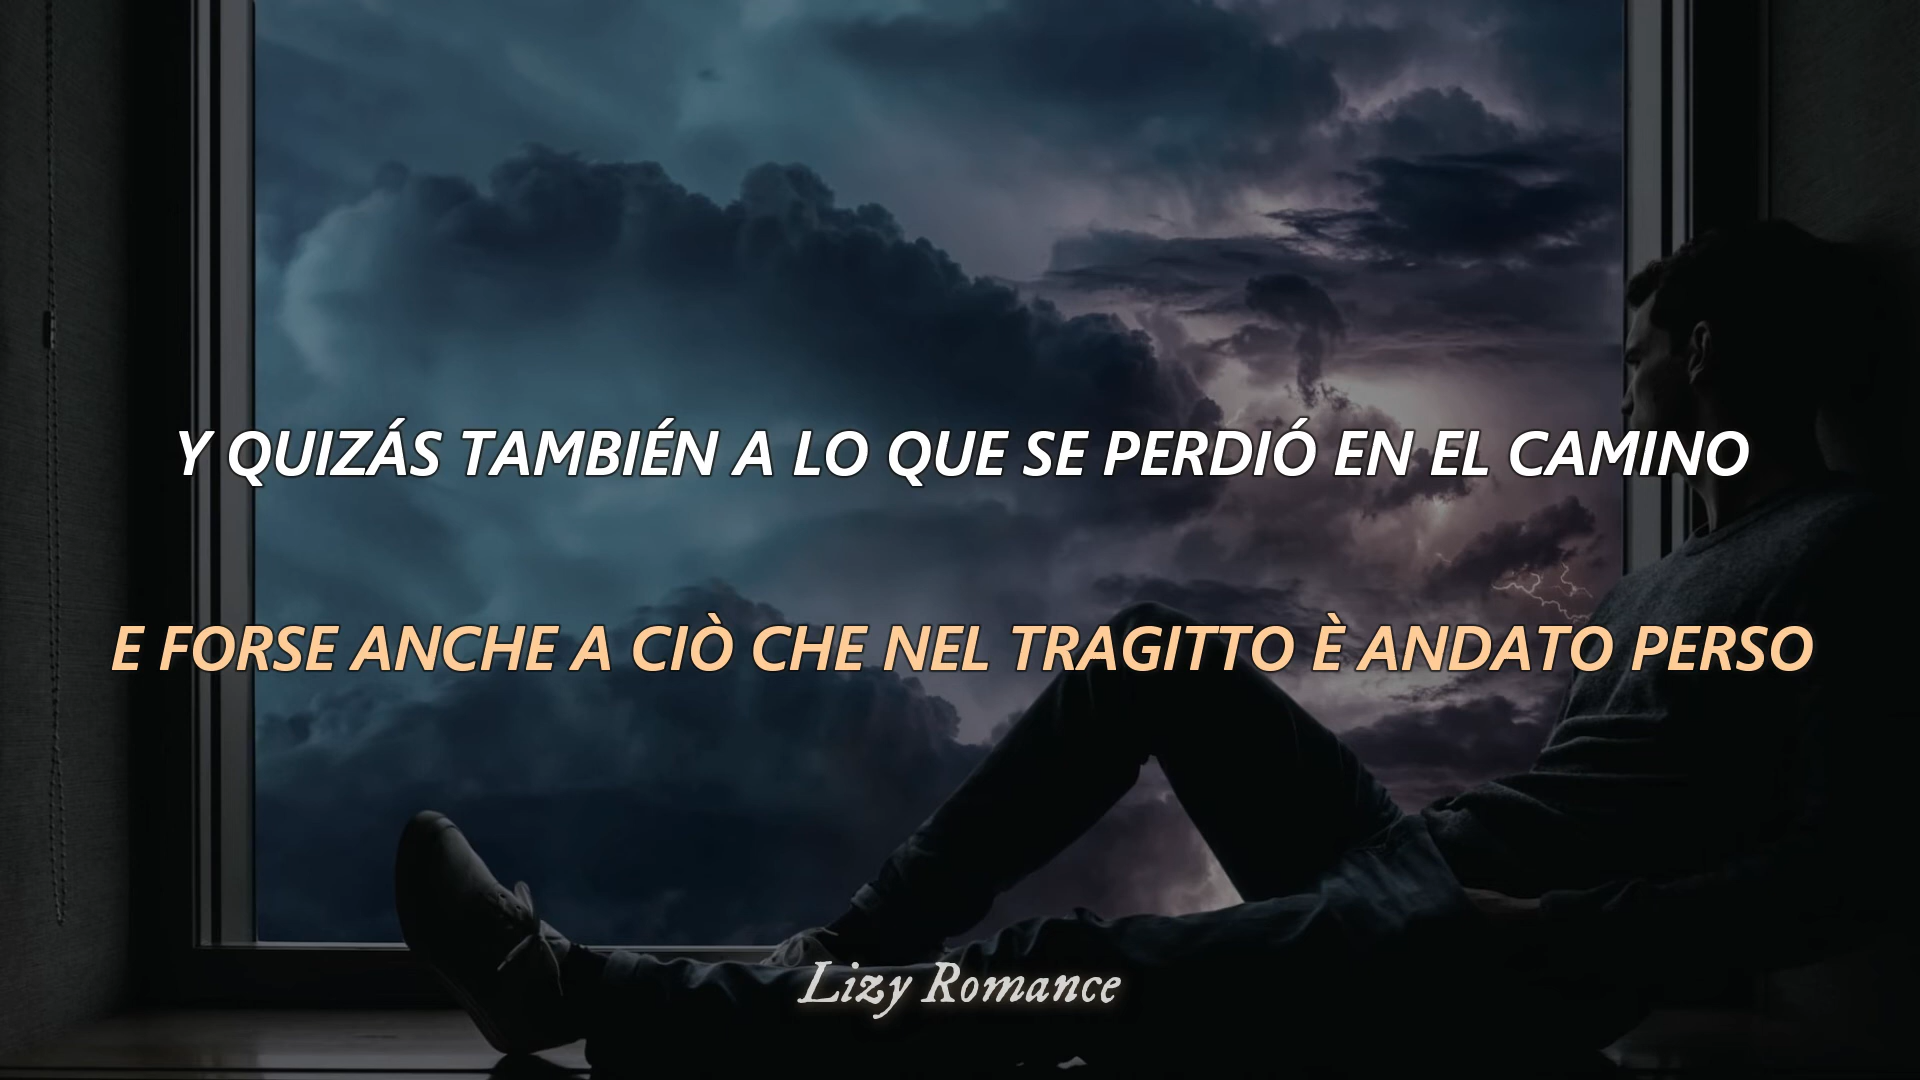 Y QUIZÁS TAMBIÉN A LO QUE SE PERDIÓ EN EL CAMINO
E FORSE ANCHE A CIÒ CHE NEL TRAGITTO È ANDATO PERSO
Lizy Romance